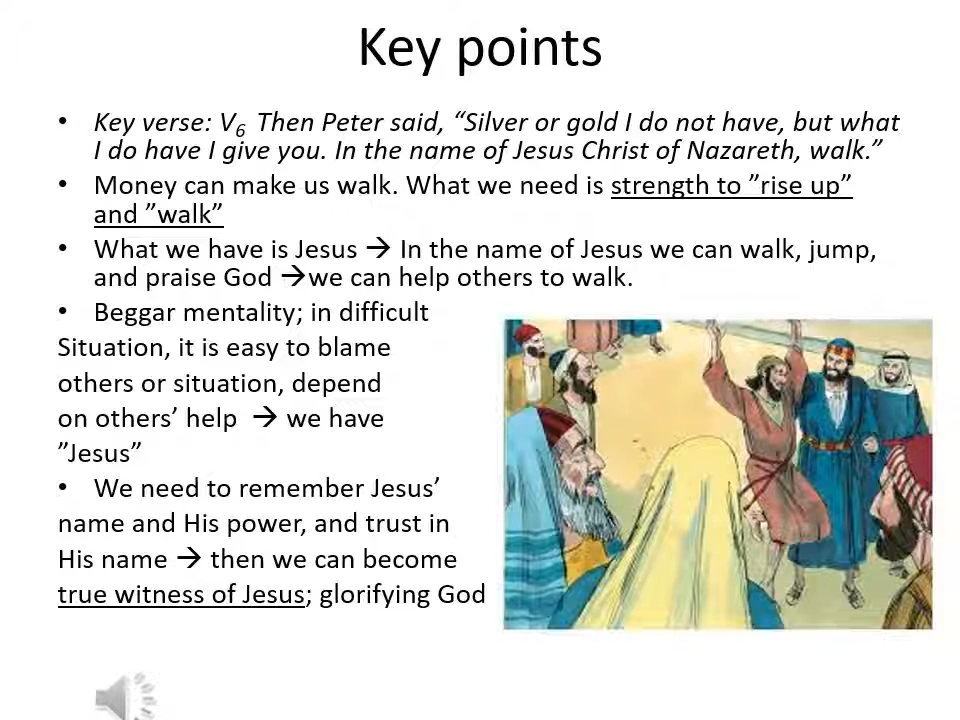 Key points
• Key verse: V6 Then Peter said, “Silver or gold I do not have, but what
I do have I give you. In the name of Jesus Christ of Nazareth, walk.”
• Money can make us walk. What we need is strength to ”rise up”
and ”walk”
• What we have is Jesus → In the name of Jesus we can walk, jump,
and praise God →we can help others to walk.
• Beggar mentality; in difficult
Situation, it is easy to blame
others or situation, depend
on others’ help → we have
”Jesus”
• We need to remember Jesus’
name and His power, and trust in
His name → then we can become
true witness of Jesus; glorifying God